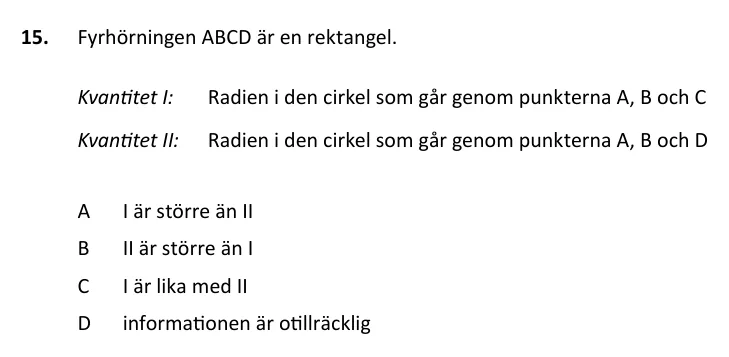 15. Fyrhörningen ABCD är en rektangel.
Kvantitet I: Radien i den cirkel som går genom punkterna A, B och C
Kvantitet II: Radien i den cirkel som går genom punkterna A, B och D
A I är större än II
B II är större än I
C I är lika med II
D informationen är otillräcklig